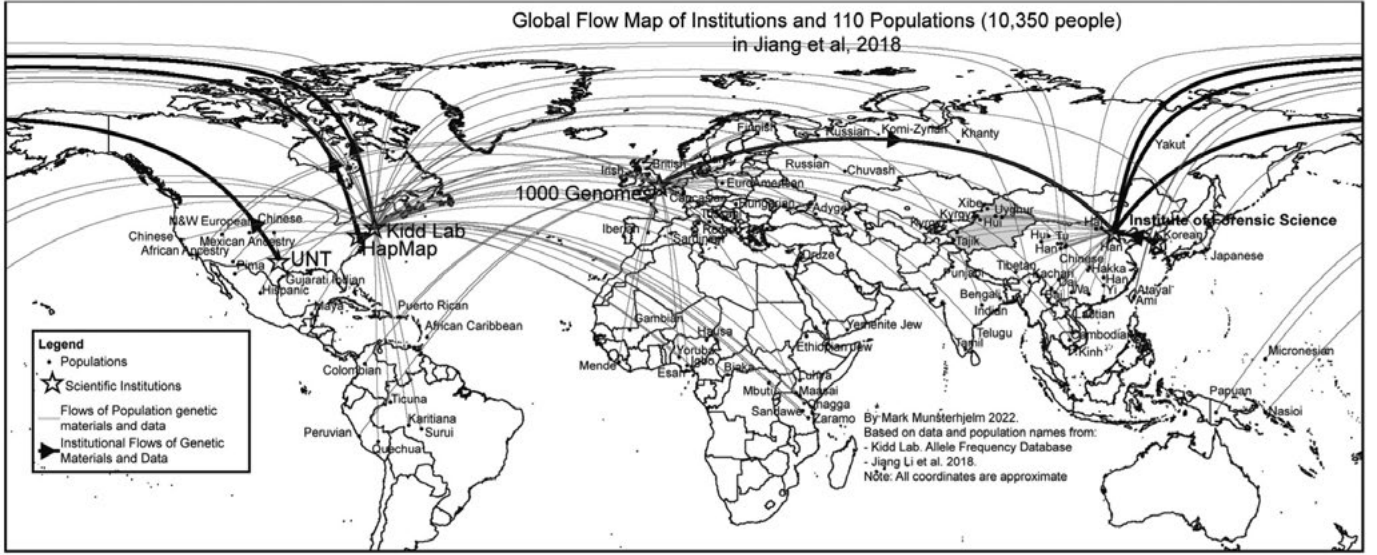 Global Flow Map of Institutions and 110 Populations (10,350 people)
in Jiang et al, 2018
Finnish
Russian
Komi-Zyrian
Khanty
Yakut
Irish
British
Russian
Chuvash
1000 Genomes
Hungarian
Adygei
Iberian
Sardinian
Druze
Xibe
Uyghur
Kyrgyz
Hui
Kyrgyz
Tajik
Hu
Tu
Han
Han
Institute of Forensic Science
Korean
Japanese
Chinese
Tibetan
Kachari
Hakka
Han
Wa
Yi
Atayal
Ami
Punjabi
Bengali
Indian
Telugu
Tamil
Laotian
Cambodian
Kinh
N&W European
Chinese
Chinese
Mexican Ancestry
African Ancestry
Kidd Lab
HapMap
UNT
Pima
Gujarati Indian
Hispanic
Maya
Puerto Rican
African Caribbean
Colombian
Ticuna
Karitiana
Surui
Peruvian
Quechua
Gambian
Hausa
Yoruba
Igbo
Mende
Esan
Biaka
Yemenite Jew
Ethiopian Jew
Luhya
Mbuti
Maasai
Chagga
Sandawe
Zaramo
Micronesian
Papuan
Nasioi
Legend
Populations
Scientific Institutions
Flows of Population genetic
materials and data
Institutional Flows of Genetic
Materials and Data
By Mark Munsterhjelm 2022.
Based on data and population names from:
- Kidd Lab. Allele Frequency Database
- Jiang Li et al. 2018.
Note: All coordinates are approximate